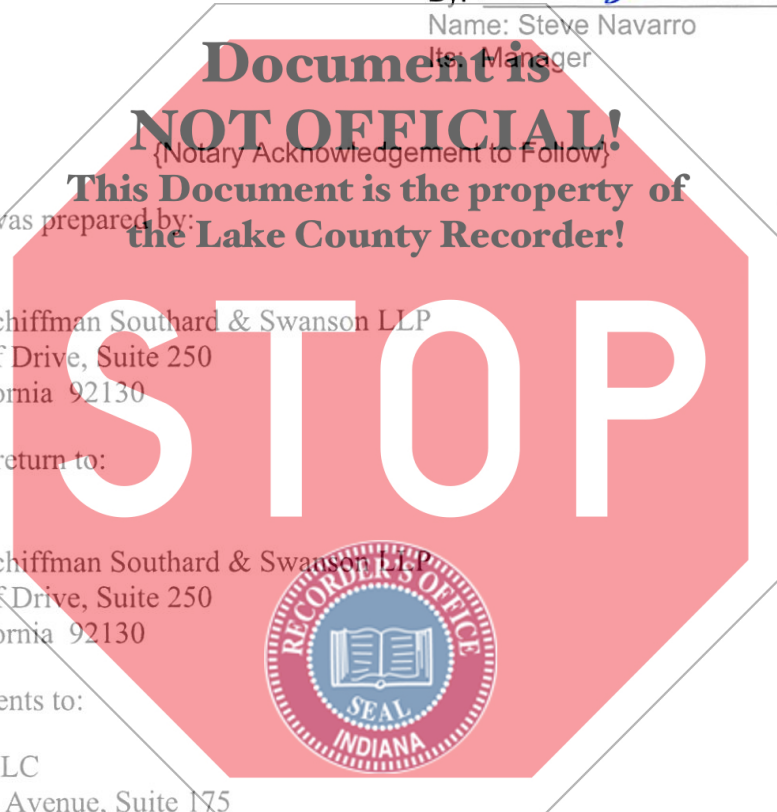 By:
Name: Steve Navarro
Its: Manager
Document is
NOT OFFICIAL!
{Notary Acknowledgement to Follow}
This Document is the property of
the Lake County Recorder!
was prepared by:
STOP
chiffman Southard & Swanson LLP
f Drive, Suite 250
ornia 92130
return to:
chiffman Southard & Swanson LLP
f Drive, Suite 250
ornia 92130
RECORDER'S OFFICE
SEAL
INDIANA
ents to:
LC
Avenue, Suite 175